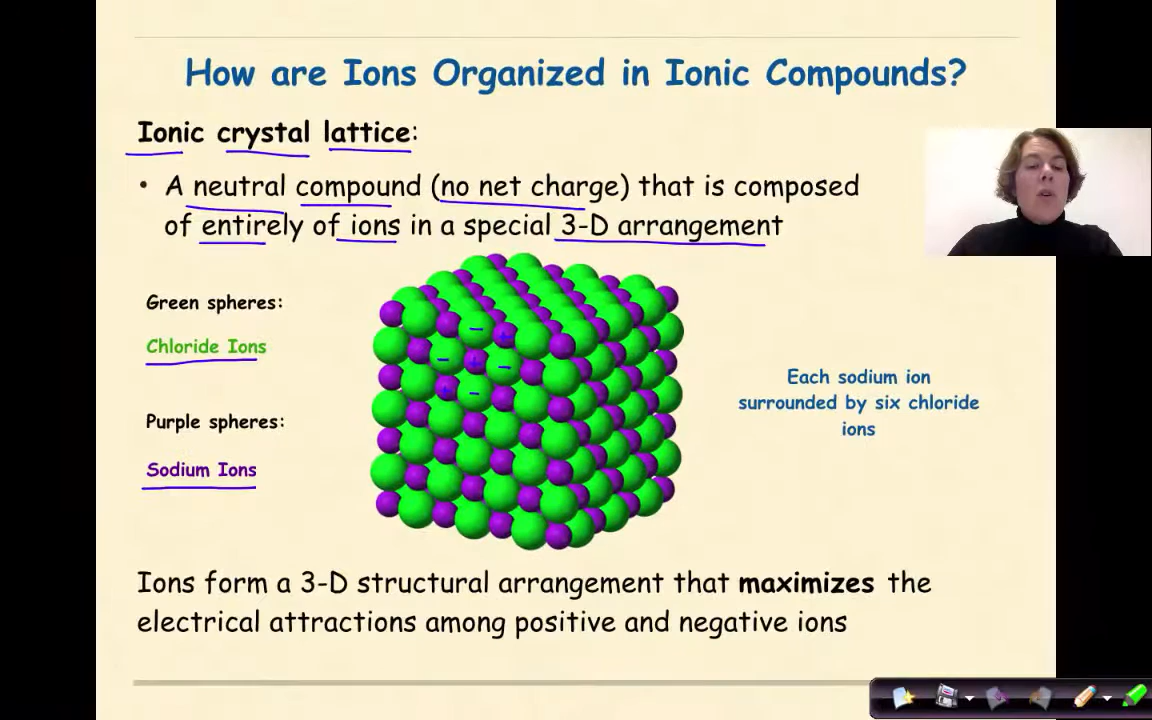 How are Ions Organized in Ionic Compounds?
Ionic crystal lattice:
• A neutral compound (no net charge) that is composed
of entirely of ions in a special 3-D arrangement
Green spheres:
Chloride Ions
Purple spheres:
Sodium Ions
Each sodium ion
surrounded by six chloride
ions
Ions form a 3-D structural arrangement that maximizes the
electrical attractions among positive and negative ions